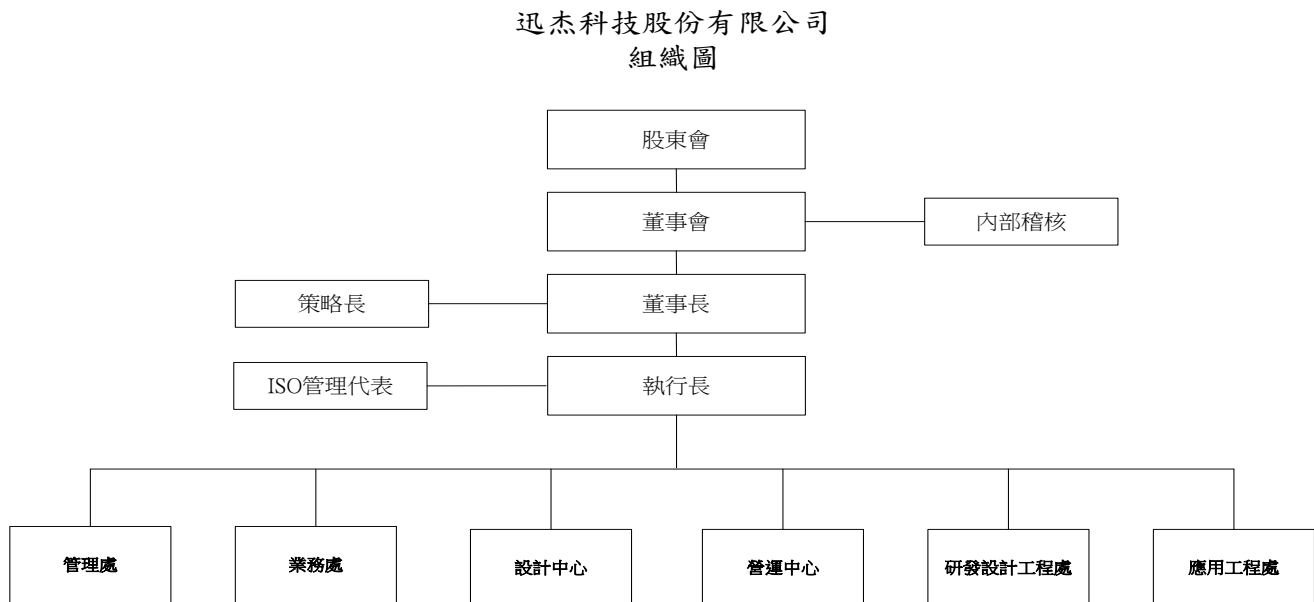 迅杰科技股份有限公司
組織圖
股東會
董事會
內部稽核
策略長
董事長
ISO管理代表
執行長
管理處
業務處
設計中心
營運中心
研發設計工程處
應用工程處